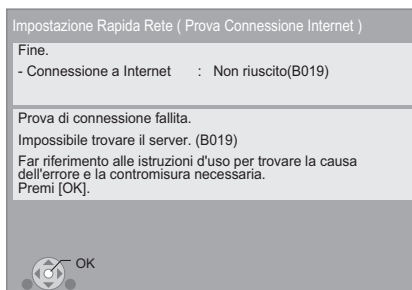 Impostazione Rapida Rete ( Prova Connessione Internet )
Fine.
- Connessione a Internet : Non riuscito(B019)
Prova di connessione fallita.
Impossibile trovare il server. (B019)
Far riferimento alle istruzioni d'uso per trovare la causa
dell'errore e la contromisura necessaria.
Premi [OK].
OK